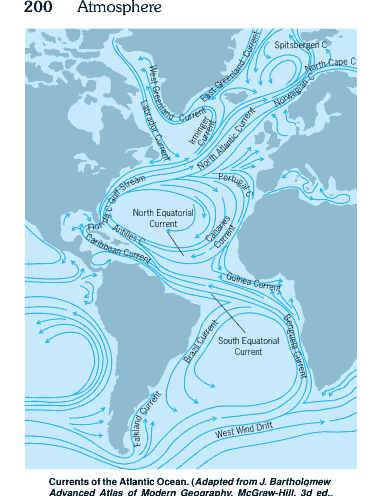 200 Atmosphere
Spitsbergen C
North Cape C
East Greenland Current
Norwegian C
West Greenland Current
Labrador Current
Irminger Current
North Atlantic Current
Portugal C
Gulf Stream
Florida C
North Equatorial
Current
Antilles C
Canaries Current
Caribbean Current
Guinea Current
South Equatorial
Current
Brazil Current
Benguela Current
Falkland Current
West Wind Drift
Currents of the Atlantic Ocean. (Adapted from J. Bartholomew
Advanced Atlas of Modern Geography, McGraw-Hill, 3d ed.,